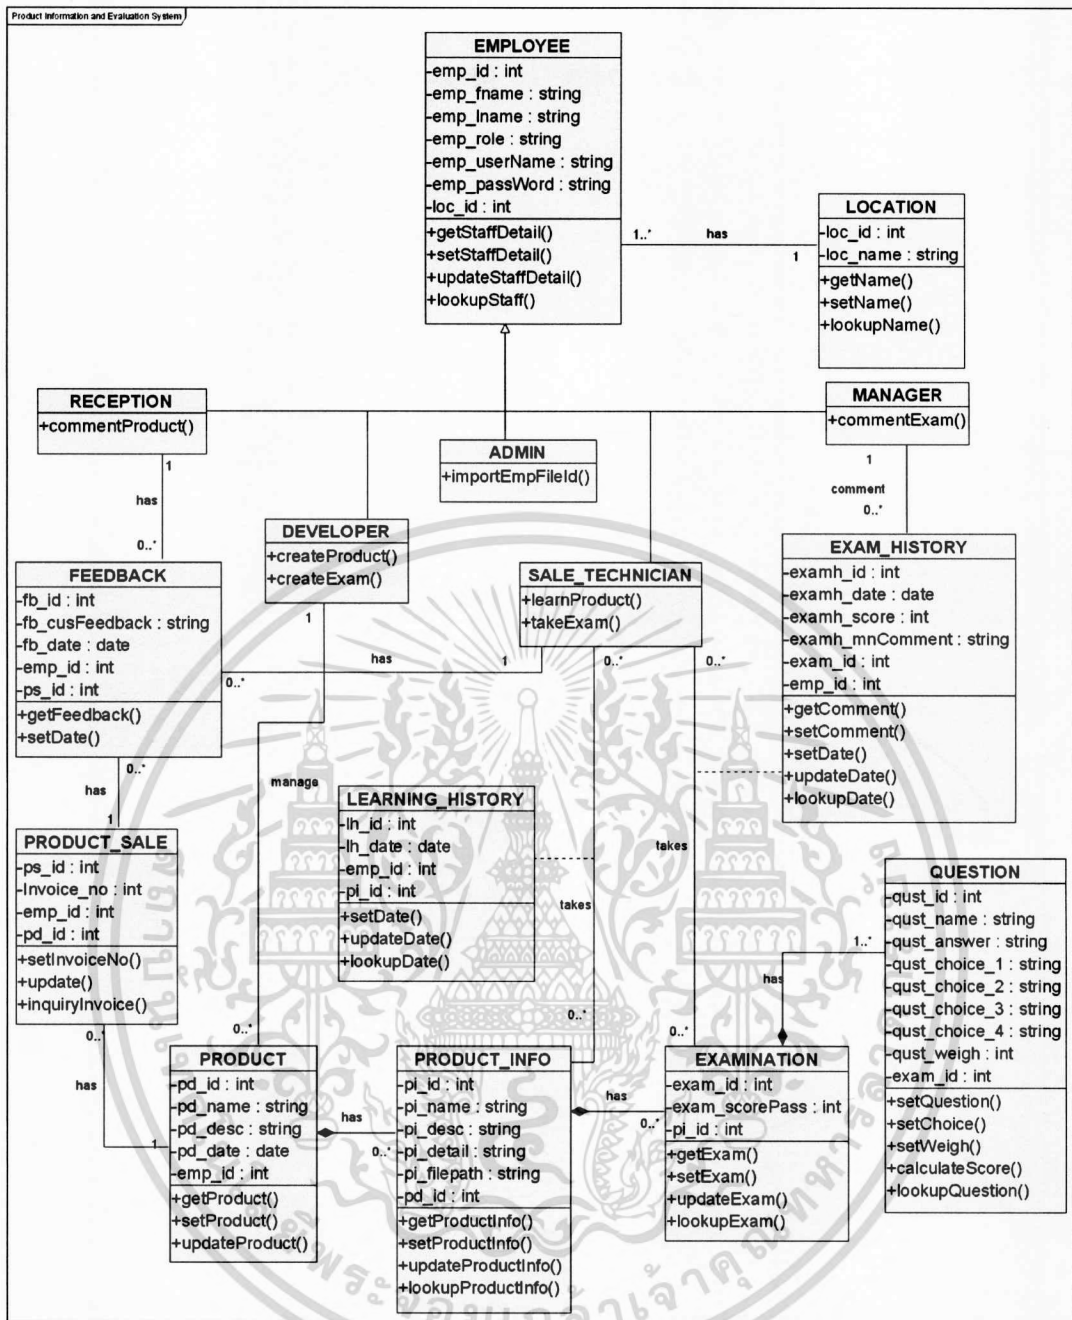 Product Information and Evaluation System
EMPLOYEE
-emp_id : int
-emp_fname : string
-emp_lname : string
-emp_role : string
-emp_userName : string
-emp_passWord : string
-loc_id : int
+getStaffDetail()
+setStaffDetail()
+updateStaffDetail()
+lookupStaff()
1..*
has
1
LOCATION
-loc_id : int
-loc_name : string
+getName()
+setName()
+lookupName()
RECEPTION
+commentProduct()
MANAGER
+commentExam()
ADMIN
+importEmpFileId()
1
has
0..*
1
comment
0..*
DEVELOPER
+createProduct()
+createExam()
1
manage
0..*
SALE_TECHNICIAN
+learnProduct()
+takeExam()
0..*
0..*
FEEDBACK
-fb_id : int
-fb_cusFeedback : string
-fb_date : date
-emp_id : int
-ps_id : int
+getFeedback()
+setDate()
has
1
0..*
EXAM_HISTORY
-examh_id : int
-examh_date : date
-examh_score : int
-examh_mnComment : string
-exam_id : int
-emp_id : int
+getComment()
+setComment()
+setDate()
+updateDate()
+lookupDate()
0..*
has
1
LEARNING_HISTORY
-lh_id : int
-lh_date : date
-emp_id : int
-pi_id : int
+setDate()
+updateDate()
+lookupDate()
takes
0..*
takes
0..*
PRODUCT_SALE
-ps_id : int
-Invoice_no : int
-emp_id : int
-pd_id : int
+setInvoiceNo()
+update()
+inquiryInvoice()
0..*
has
1
QUESTION
-qust_id : int
-qust_name : string
-qust_answer : string
-qust_choice_1 : string
-qust_choice_2 : string
-qust_choice_3 : string
-qust_choice_4 : string
-qust_weigh : int
-exam_id : int
+setQuestion()
+setChoice()
+setWeigh()
+calculateScore()
+lookupQuestion()
1..*
has
PRODUCT
-pd_id : int
-pd_name : string
-pd_desc : string
-pd_date : date
-emp_id : int
+getProduct()
+setProduct()
+updateProduct()
has
0..*
PRODUCT_INFO
-pi_id : int
-pi_name : string
-pi_desc : string
-pi_detail : string
-pi_filepath : string
-pd_id : int
+getProductInfo()
+setProductInfo()
+updateProductInfo()
+lookupProductInfo()
has
0..*
EXAMINATION
-exam_id : int
-exam_scorePass : int
-pi_id : int
+getExam()
+setExam()
+updateExam()
+lookupExam()